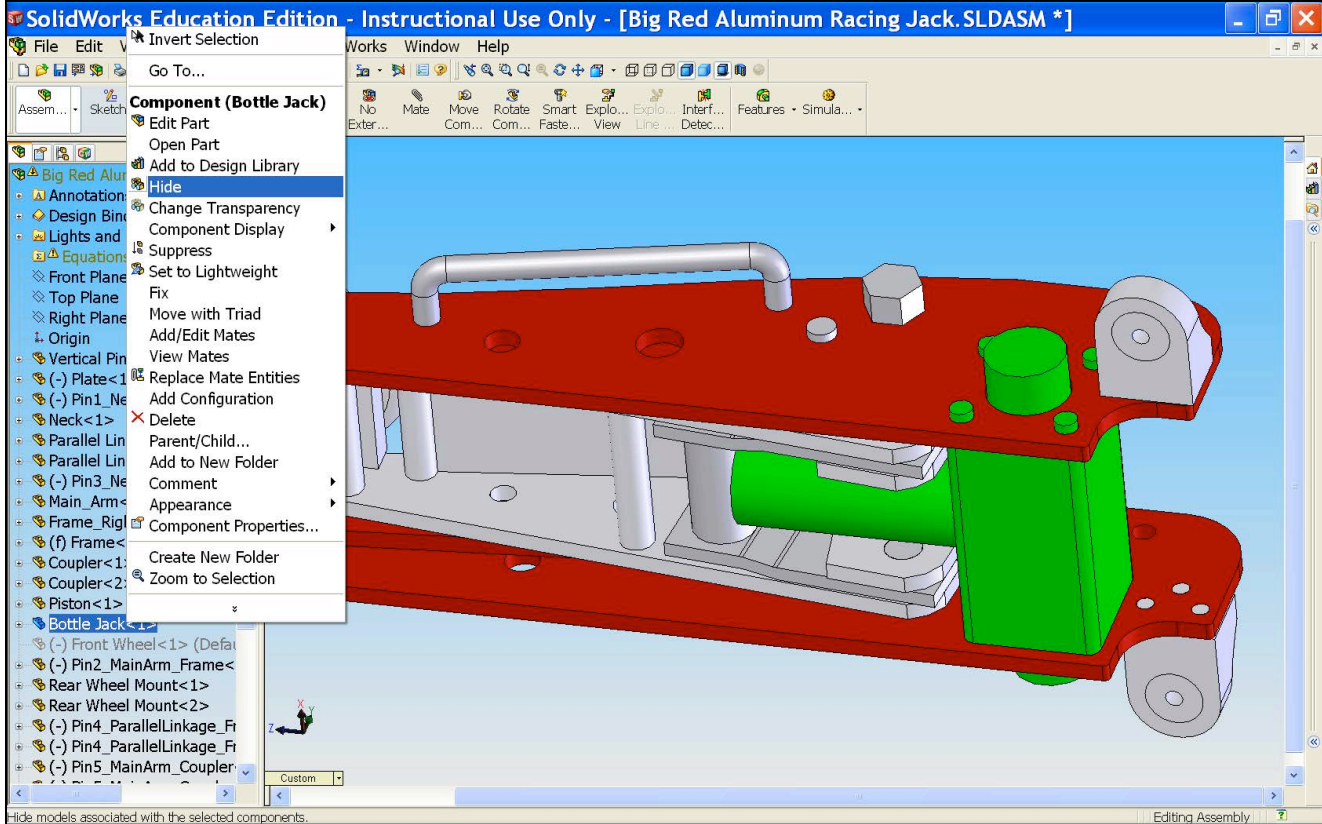 SolidWorks Education Edition - Instructional Use Only - [Big Red Aluminum Racing Jack.SLDASM *]
File Edit V Works Window Help
Invert Selection
Go To...
Component (Bottle Jack)
Edit Part
Open Part
Add to Design Library
Hide
Change Transparency
Component Display
Suppress
Set to Lightweight
Fix
Move with Triad
Add/Edit Mates
View Mates
Replace Mate Entities
Add Configuration
Delete
Parent/Child...
Add to New Folder
Comment
Appearance
Component Properties...
Create New Folder
Zoom to Selection
Assem... Sketch
No Exter...
Mate
Move Com...
Rotate Com...
Smart Faste...
Explo... View
Explo... Line ...
Interf... Detec...
Features
Simula...
Big Red Alu
Annotation
Design Bin
Lights and
Equations
Front Plane
Top Plane
Right Plane
Origin
Vertical Pin
(-) Plate<1
(-) Pin1_Ne
Neck<1>
Parallel Lin
Parallel Lin
(-) Pin3_Ne
Main_Arm<
Frame_Rig
(f) Frame<
Coupler<1
Coupler<2
Piston<1>
Bottle Jack<1>
(-) Front Wheel<1> (Defau
(-) Pin2_MainArm_Frame<
Rear Wheel Mount<1>
Rear Wheel Mount<2>
(-) Pin4_ParallelLinkage_Fr
(-) Pin4_ParallelLinkage_Fr
(-) Pin5_MainArm_Coupler
X
Y
Z
Custom
Hide models associated with the selected components.
Editing Assembly